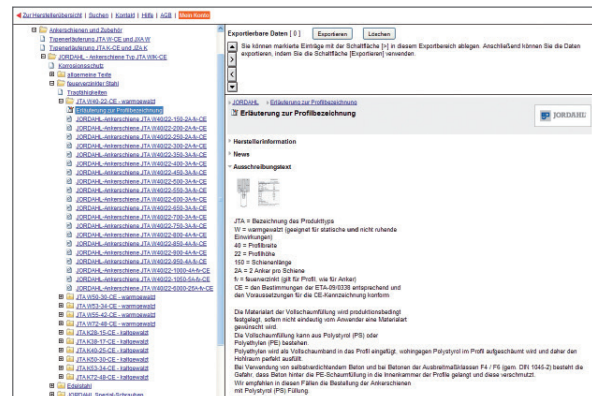 Zur Herstellerübersicht | Suchen | Kontakt | Hilfe | AGB | Mein Konto
Ankerschienen und Zubehör
Typenerläuterung JTA W-CE und JXA W
Typenerläuterung JTA K-CE und JZA K
JORDAHL - Ankerschiene Typ JTA W/K-CE
Korrosionsschutz
allgemeine Texte
feuerverzinkter Stahl
Tragfähigkeiten
JTA W40-22-CE - warmgewalzt
Erläuterung zur Profilbezeichnung
JORDAHL-Ankerschiene JTA W40/22-150-2A-fv-CE
JORDAHL-Ankerschiene JTA W40/22-200-2A-fv-CE
JORDAHL-Ankerschiene JTA W40/22-250-2A-fv-CE
JORDAHL-Ankerschiene JTA W40/22-300-2A-fv-CE
JORDAHL-Ankerschiene JTA W40/22-350-3A-fv-CE
JORDAHL-Ankerschiene JTA W40/22-400-3A-fv-CE
JORDAHL-Ankerschiene JTA W40/22-450-3A-fv-CE
JORDAHL-Ankerschiene JTA W40/22-500-3A-fv-CE
JORDAHL-Ankerschiene JTA W40/22-550-3A-fv-CE
JORDAHL-Ankerschiene JTA W40/22-600-3A-fv-CE
JORDAHL-Ankerschiene JTA W40/22-650-3A-fv-CE
JORDAHL-Ankerschiene JTA W40/22-700-3A-fv-CE
JORDAHL-Ankerschiene JTA W40/22-750-3A-fv-CE
JORDAHL-Ankerschiene JTA W40/22-800-4A-fv-CE
JORDAHL-Ankerschiene JTA W40/22-850-4A-fv-CE
JORDAHL-Ankerschiene JTA W40/22-900-4A-fv-CE
JORDAHL-Ankerschiene JTA W40/22-950-4A-fv-CE
JORDAHL-Ankerschiene JTA W40/22-1000-4A-fv-CE
JORDAHL-Ankerschiene JTA W40/22-1050-5A-fv-CE
JORDAHL-Ankerschiene JTA W40/22-6000-25A-fv-CE
JTA W50-30-CE - warmgewalzt
JTA W53-34-CE - warmgewalzt
JTA W55-42-CE - warmgewalzt
JTA W72-48-CE - warmgewalzt
JTA K28-15-CE - kaltgewalzt
JTA K38-17-CE - kaltgewalzt
JTA K40-25-CE - kaltgewalzt
JTA K50-30-CE - kaltgewalzt
JTA K53-34-CE - kaltgewalzt
JTA K72-48-CE - kaltgewalzt
Edelstahl
JORDAHL Spezial-Schrauben
Exportierbare Daten [ 0 ] Exportieren Löschen
Sie können markierte Einträge mit der Schaltfläche [>] in diesem Exportbereich ablegen. Anschließend können Sie die Daten
exportieren, indem Sie die Schaltfläche [Exportieren] verwenden.
JORDAHL > Erläuterung zur Profilbezeichnung
Erläuterung zur Profilbezeichnung
JORDAHL
Herstellerinformation
News
Ausschreibungstext
JTA = Bezeichnung des Produkttyps
W = warmgewalzt (geeignet für statische und nicht ruhende
Einwirkungen)
40 = Profilbreite
22 = Profilhöhe
150 = Schienenlänge
2A = 2 Anker pro Schiene
fv = feuerverzinkt (gilt für Profil, wie für Anker)
CE = den Bestimmungen der ETA-09/0338 entsprechend und
den Voraussetzungen für die CE-Kennzeichnung konform
Die Materialart der Vollschaumfüllung wird produktionsbedingt
festgelegt, sofern nicht eindeutig vom Anwender eine Materialart
gewünscht wird.
Die Vollschaumfüllung kann aus Polystyrol (PS) oder
Polyethylen (PE) bestehen.
Polyethylen wird als Vollschaumband in das Profil eingefügt, wohingegen Polystyrol im Profil aufgeschäumt wird und daher den
Hohlraum perfekt ausfüllt.
Bei Verwendung von selbstverdichtendem Beton und bei Betonen der Ausbreitmaßklassen F4 / F6 (gem. DIN 1045-2) besteht die
Gefahr, dass Beton hinter die PE-Schaumfüllung in die Innenkammer der Profile gelangt und diese verschmutzt.
Wir empfehlen in diesen Fällen die Bestellung der Ankerschienen
mit Polystyrol (PS) Füllung.